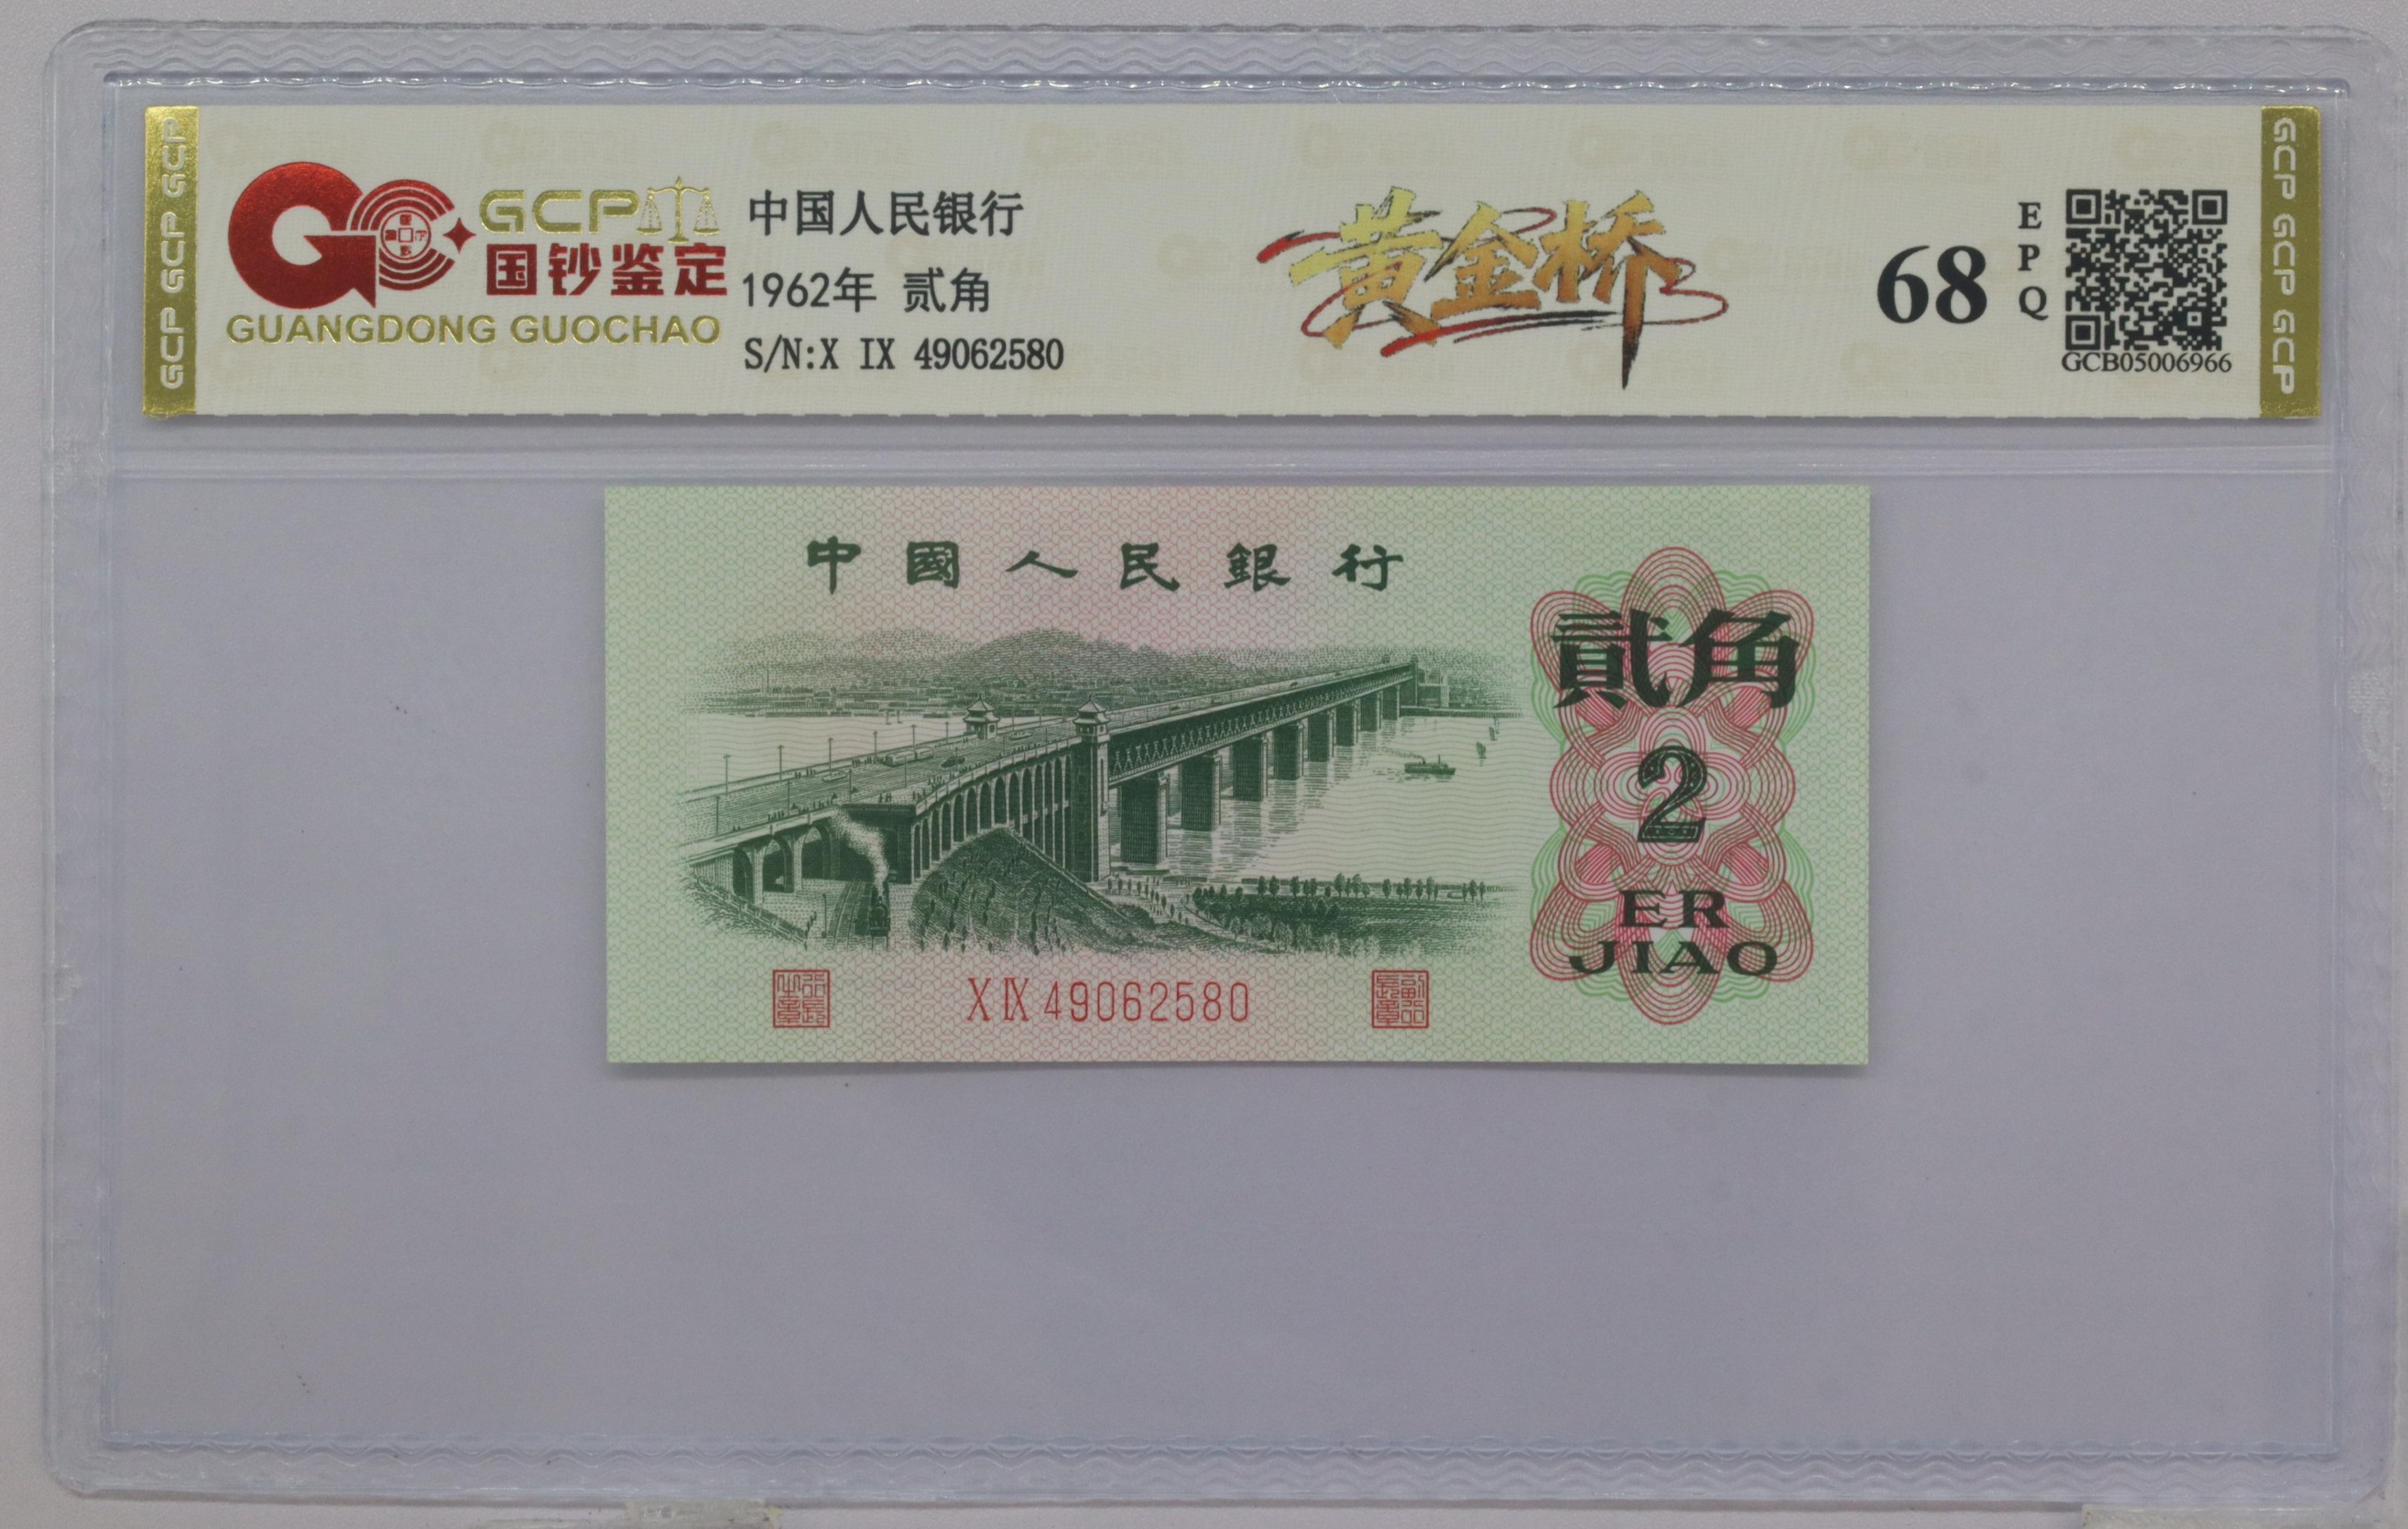 GCP GCP GCP
GCP
国钞鉴定
GUANGDONG GUOCHAO
中国人民银行
1962年 贰角
S/N:X IX 49062580
黄金桥
68
EPQ
GCB05006966
GCP GCP GCP
中國人民銀行
貳角
2
ER
JIAO
X IX 49062580